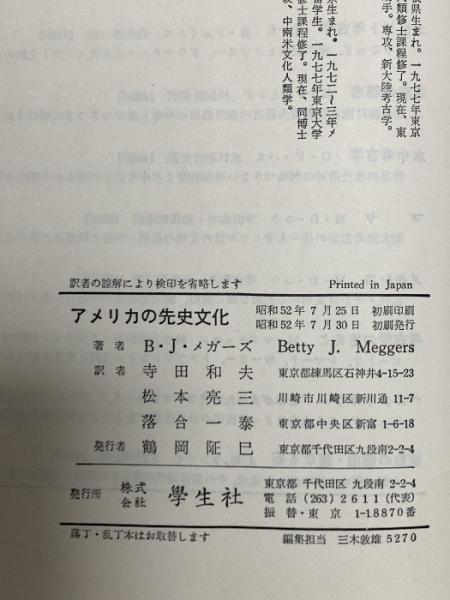 県生まれ。一九七七年東京
類修士課程修了。現在、東
手。専攻、新大陸考古学。
生まれ。一九七二〜三年メ
留学生。一九七七年東京大学
士課程修了。現在、同博士
、中南米文化人類学。
訳者の諒解により検印を省略します Printed in Japan
アメリカの先史文化 昭和52年 7 月 25 日 初刷印刷
昭和52年 7 月 30 日 初刷発行
著者 B・J・メガーズ Betty J. Meggers
訳者 寺田和夫 東京都練馬区石神井4-15-23
松本亮三 川崎市川崎区新川通 11-7
落合一泰 東京都中央区新富 1-6-18
発行者 鶴岡阷巳 東京都千代田区九段南2-2-4
発行所 株式会社 學生社 東京都 千代田区 九段南 2-2-4
電話 (263) 2611 (代表)
振替・東京 1-18870番
落丁・乱丁本はお取替します 編集担当 三木敦雄 5270